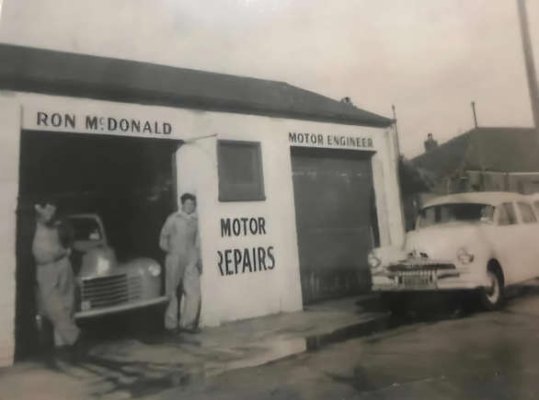 RON McDONALD
MOTOR ENGINEER
MOTOR
REPAIRS